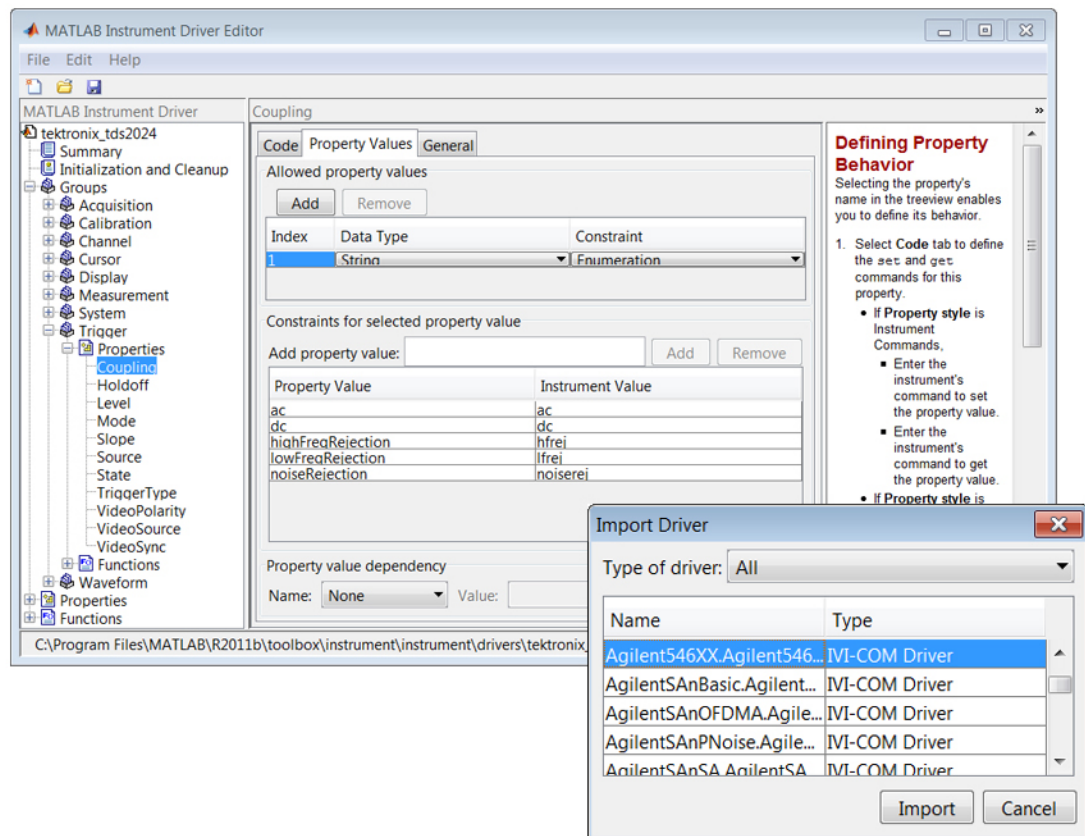 MATLAB Instrument Driver Editor
File Edit Help
MATLAB Instrument Driver
tektronix_tds2024
Summary
Initialization and Cleanup
Groups
Acquisition
Calibration
Channel
Cursor
Display
Measurement
System
Trigger
Properties
Coupling
Holdoff
Level
Mode
Slope
Source
State
TriggerType
VideoPolarity
VideoSource
VideoSync
Functions
Waveform
Properties
Functions
Coupling »
Code Property Values General
Allowed property values
Add Remove
Index Data Type Constraint
1 String Enumeration
Constraints for selected property value
Add property value: Add Remove
Property Value Instrument Value
ac ac
dc dc
highFreqRejection hfrej
lowFreqRejection lfrej
noiseRejection noiserej
Property value dependency
Name: None Value:
Defining Property
Behavior
Selecting the property's
name in the treeview enables
you to define its behavior.
1. Select Code tab to define
the set and get
commands for this
property.
• If Property style is
Instrument
Commands,
▪ Enter the
instrument's
command to set
the property value.
▪ Enter the
instrument's
command to get
the property value.
• If Property style is
C:\Program Files\MATLAB\R2011b\toolbox\instrument\instrument\drivers\tektronix_
Import Driver
Type of driver: All
Name Type
Agilent546XX.Agilent546... IVI-COM Driver
AgilentSAnBasic.Agilent... IVI-COM Driver
AgilentSAnOFDMA.Agile... IVI-COM Driver
AgilentSAnPNoise.Agile... IVI-COM Driver
AgilentSAnSA.AgilentSA... IVI-COM Driver
Import Cancel